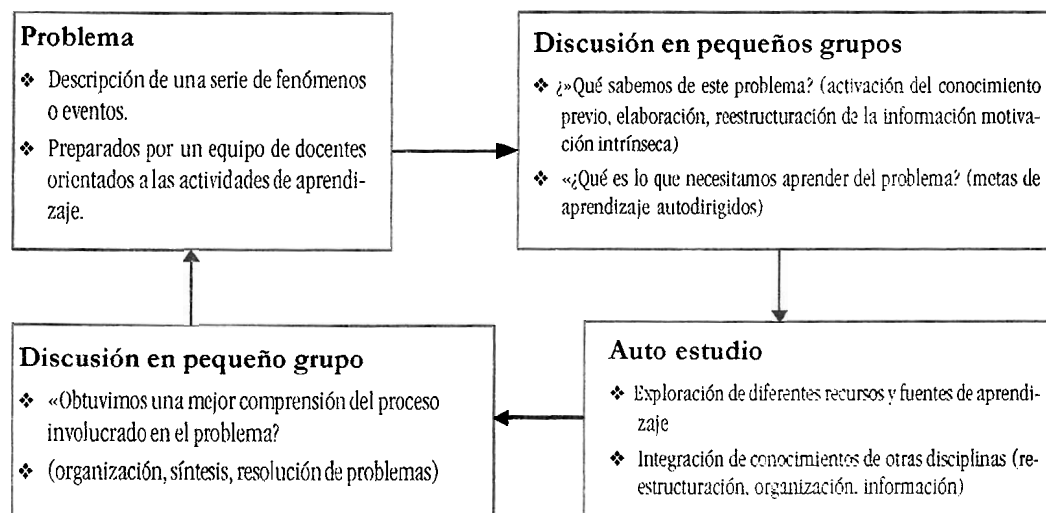 Problema
❖ Descripción de una serie de fenómenos
o eventos.
❖ Preparados por un equipo de docentes
orientados a las actividades de aprendi-
zaje.
Discusión en pequeños grupos
❖ ¿»Qué sabemos de este problema? (activación del conocimiento
previo, elaboración, reestructuración de la información motiva-
ción intrínseca)
❖ «¿Qué es lo que necesitamos aprender del problema? (metas de
aprendizaje autodirigidos)
Discusión en pequeño grupo
❖ «Obtuvimos una mejor comprensión del proceso
involucrado en el problema?
❖ (organización, síntesis, resolución de problemas)
Auto estudio
❖ Exploración de diferentes recursos y fuentes de aprendi-
zaje
❖ Integración de conocimientos de otras disciplinas (re-
estructuración, organización. información)